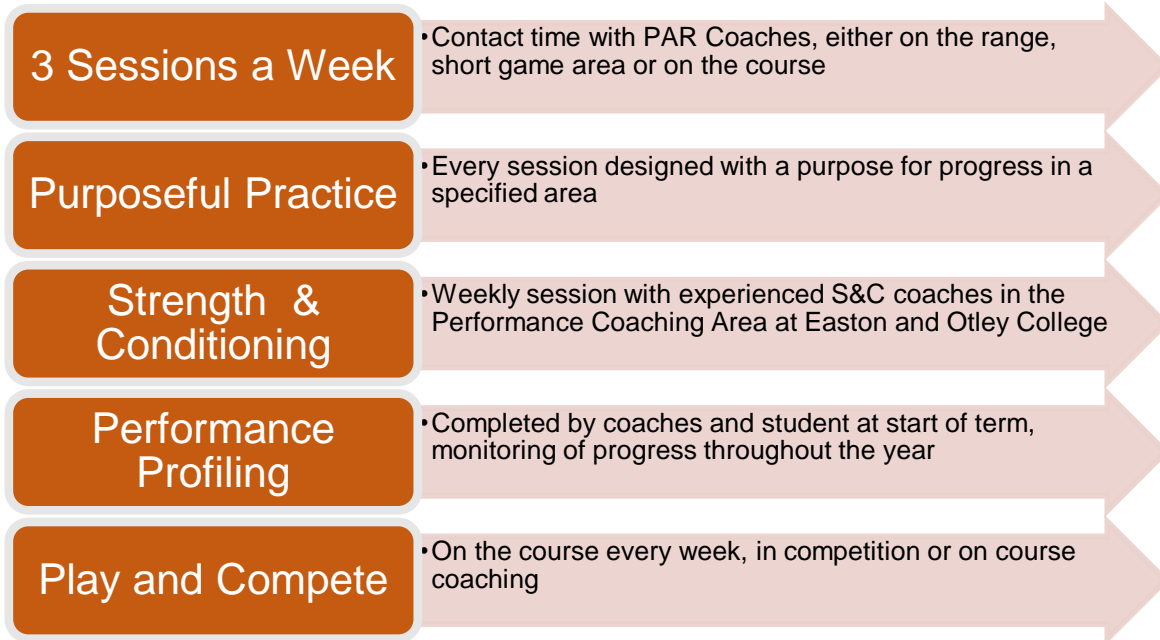 3 Sessions a Week
•Contact time with PAR Coaches, either on the range,
short game area or on the course
Purposeful Practice
•Every session designed with a purpose for progress in a
specified area
Strength &
Conditioning
•Weekly session with experienced S&C coaches in the
Performance Coaching Area at Easton and Otley College
Performance
Profiling
•Completed by coaches and student at start of term,
monitoring of progress throughout the year
Play and Compete
•On the course every week, in competition or on course
coaching